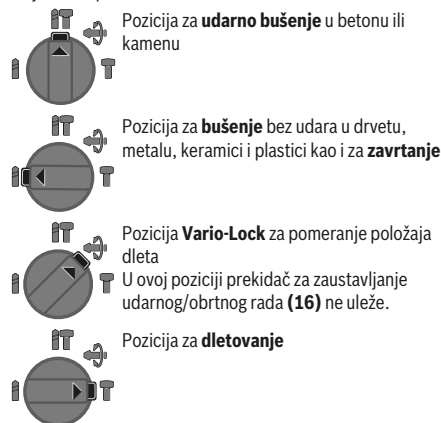 Pozicija za udarno bušenje u betonu ili
kamenu
Pozicija za bušenje bez udara u drvetu,
metalu, keramici i plastici kao i za zavrtanje
Pozicija Vario-Lock za pomeranje položaja
dleta
U ovoj poziciji prekidač za zaustavljanje
udarnog/obrtnog rada (16) ne uleže.
Pozicija za dletovanje